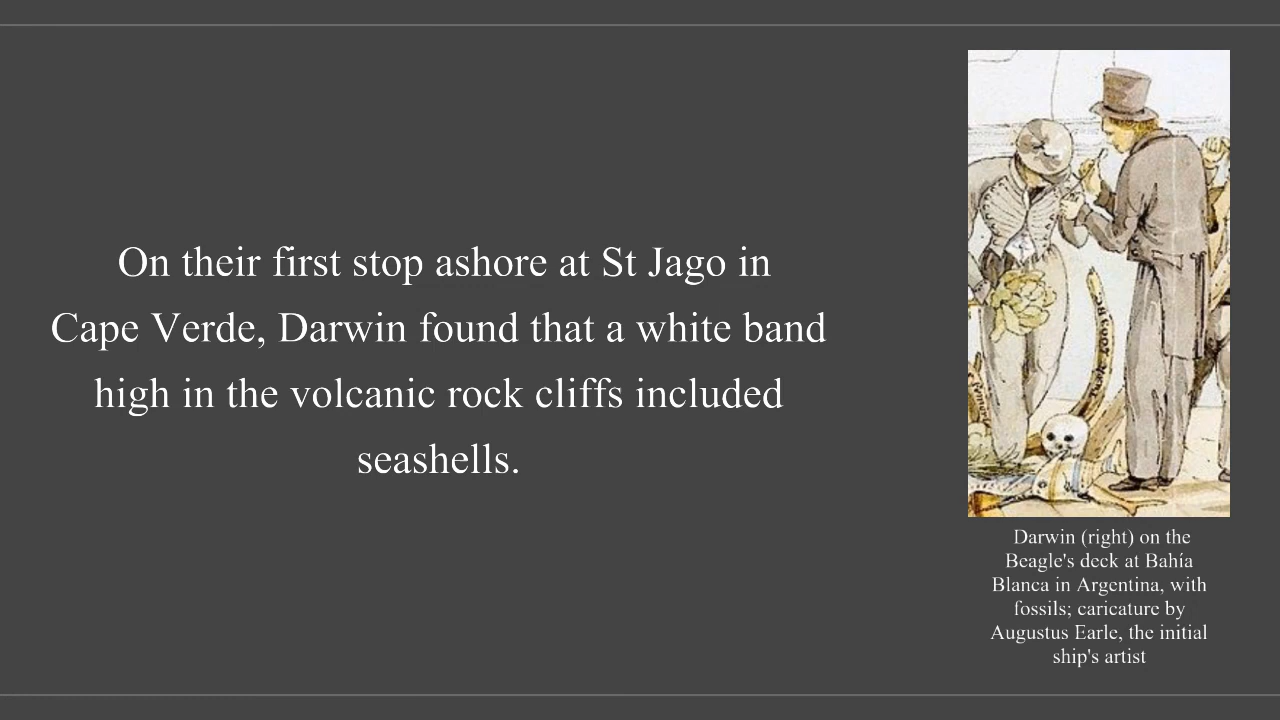 On their first stop ashore at St Jago in
Cape Verde, Darwin found that a white band
high in the volcanic rock cliffs included
seashells.
Darwin (right) on the
Beagle's deck at Bahía
Blanca in Argentina, with
fossils; caricature by
Augustus Earle, the initial
ship's artist